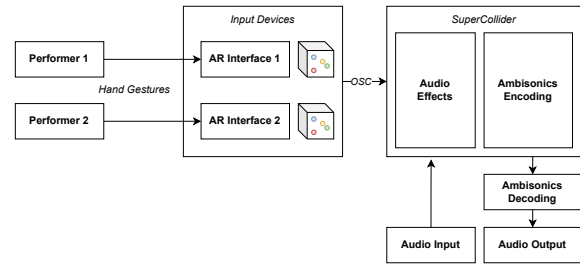 Input Devices
SuperCollider
Performer 1
AR Interface 1
Hand Gestures
OSC
Audio
Effects
Ambisonics
Encoding
Performer 2
AR Interface 2
Ambisonics
Decoding
Audio Input
Audio Output